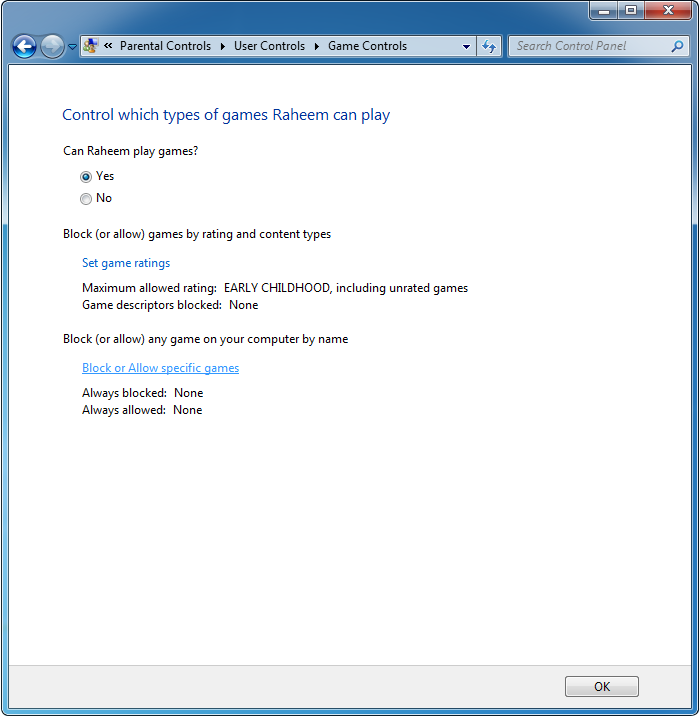 « Parental Controls ▸ User Controls ▸ Game Controls
Search Control Panel
Control which types of games Raheem can play
Can Raheem play games?
Yes
No
Block (or allow) games by rating and content types
Set game ratings
Maximum allowed rating: EARLY CHILDHOOD, including unrated games
Game descriptors blocked: None
Block (or allow) any game on your computer by name
Block or Allow specific games
Always blocked: None
Always allowed: None
OK